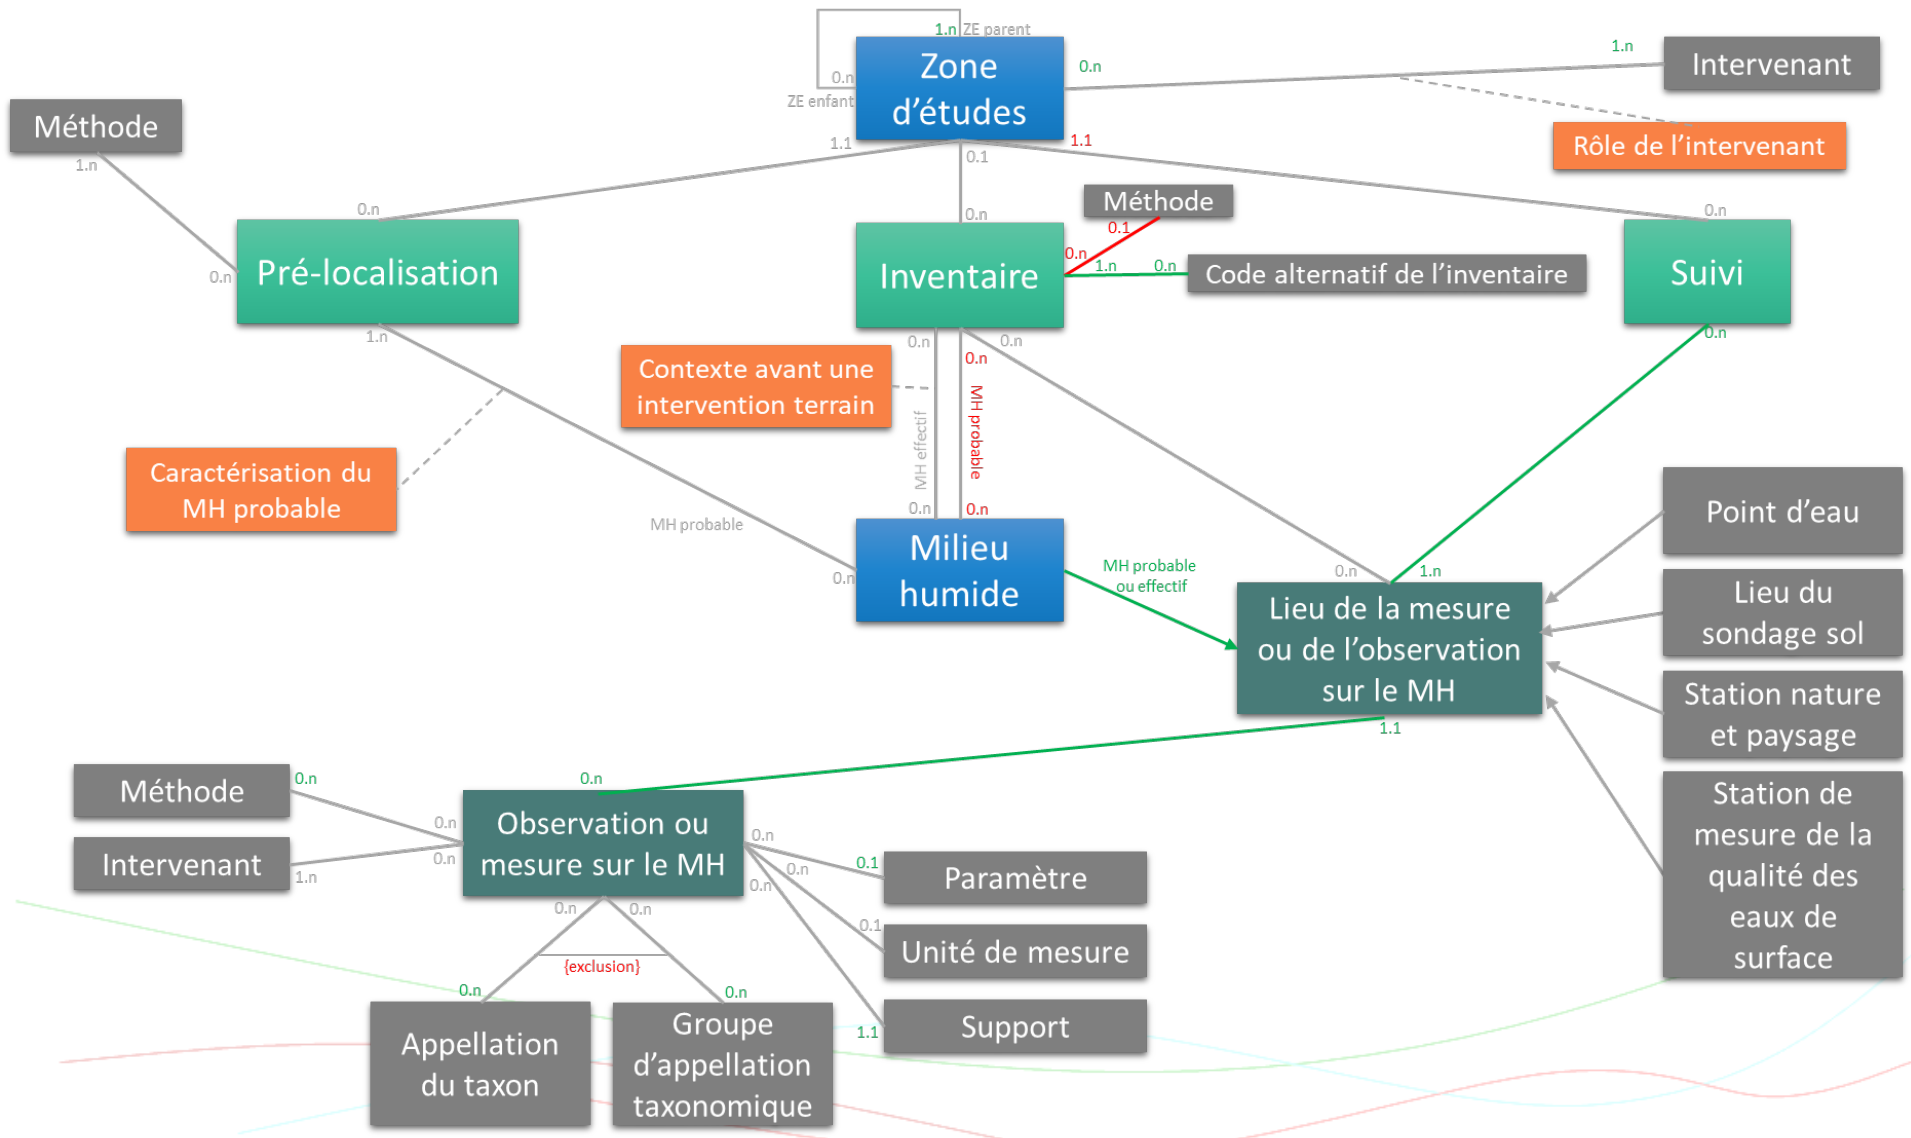 1.n ZE parent
Zone
d’études
0.n
ZE enfant
0.n
1.n
Intervenant
Rôle de l’intervenant
Méthode
1.n
1.1
0.1
1.1
0.n
0.n
0.n
0.n
Pré-localisation
1.n
Inventaire
Méthode
0.1
0.n
1.n
0.n
Code alternatif de l’inventaire
Suivi
0.n
0.n
0.n
0.n
Contexte avant une
intervention terrain
MH effectif
MH probable
Caractérisation du
MH probable
MH probable
0.n
0.n
0.n
Milieu
humide
MH probable
ou effectif
0.n
1.n
Lieu de la mesure
ou de l’observation
sur le MH
1.1
Point d’eau
Lieu du
sondage sol
Station nature
et paysage
Station de
mesure de la
qualité des
eaux de
surface
Méthode
0.n
0.n
0.n
Intervenant
1.n
0.n
Observation ou
mesure sur le MH
0.n
0.n
0.n
0.1
Paramètre
0.1
Unité de mesure
1.1
Support
0.n
0.n
{exclusion}
0.n
0.n
Appellation
du taxon
Groupe
d’appellation
taxonomique